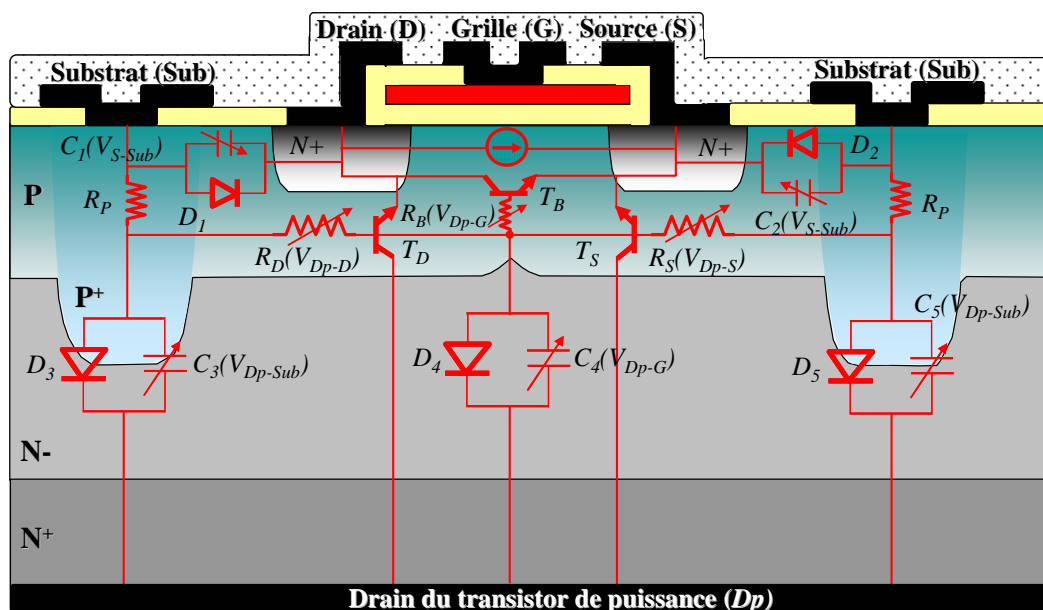 Drain (D) Grille (G) Source (S)
Substrat (Sub) Substrat (Sub)
C1(VS-Sub) N+ N+ D2
P RP D1 RB(VDp-G) TB C2(VS-Sub) RP
RD(VDp-D) TD TS RS(VDp-S)
P+ C5(VDp-Sub)
D3 C3(VDp-Sub) D4 C4(VDp-G) D5
N-
N+
Drain du transistor de puissance (Dp)